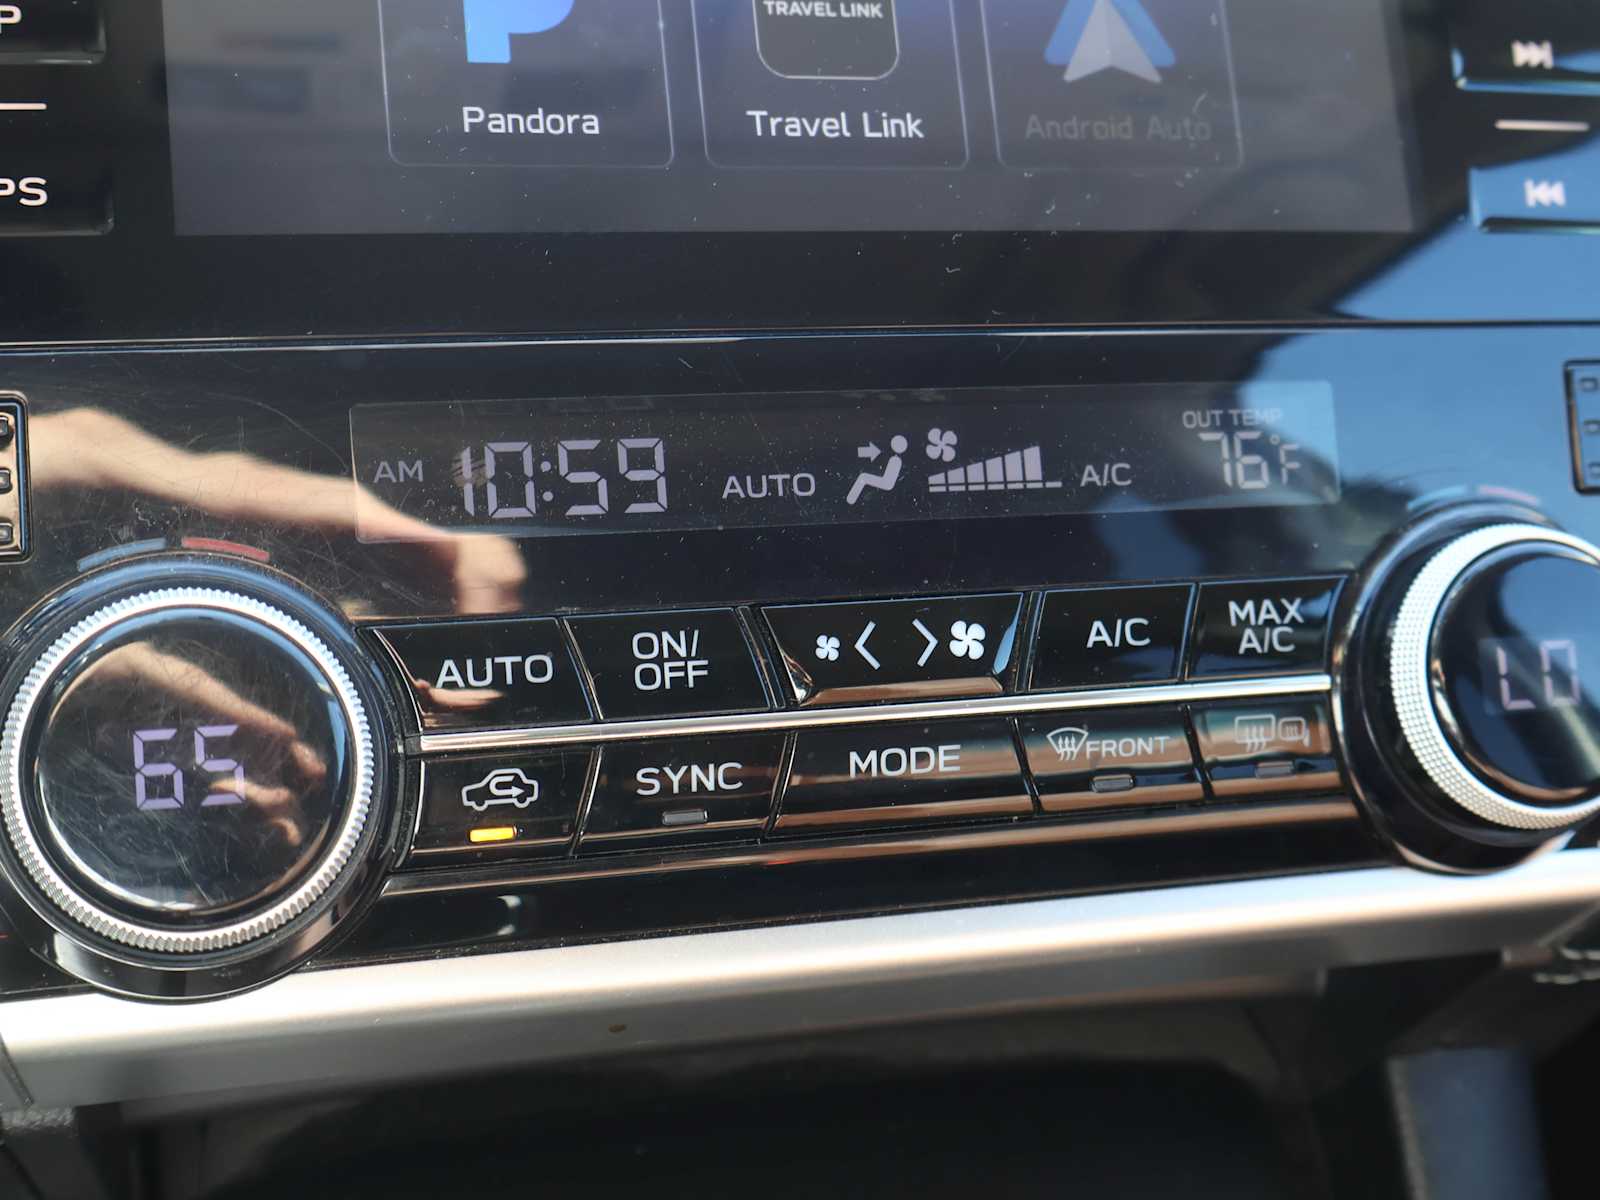 P
PS
TRAVEL LINK
Pandora
Travel Link
Android Auto
AM 10:59 AUTO A/C
OUT TEMP
76°F
65
AUTO
ON/
OFF
A/C
MAX
A/C
LO
SYNC
MODE
FRONT